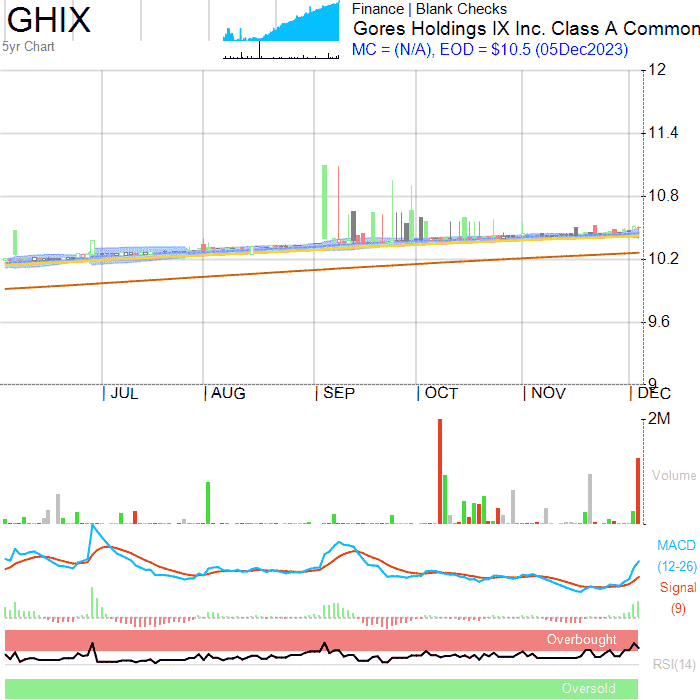 GHIX
5yr Chart
Finance | Blank Checks
Gores Holdings IX Inc. Class A Common
MC = (N/A), EOD = $10.5 (05Dec2023)
12
11.4
10.8
10.2
9.6
9
| JUL | AUG | SEP | OCT | NOV | DEC
2M
Volume
MACD
(12-26)
Signal
(9)
Overbought
RSI(14)
Oversold